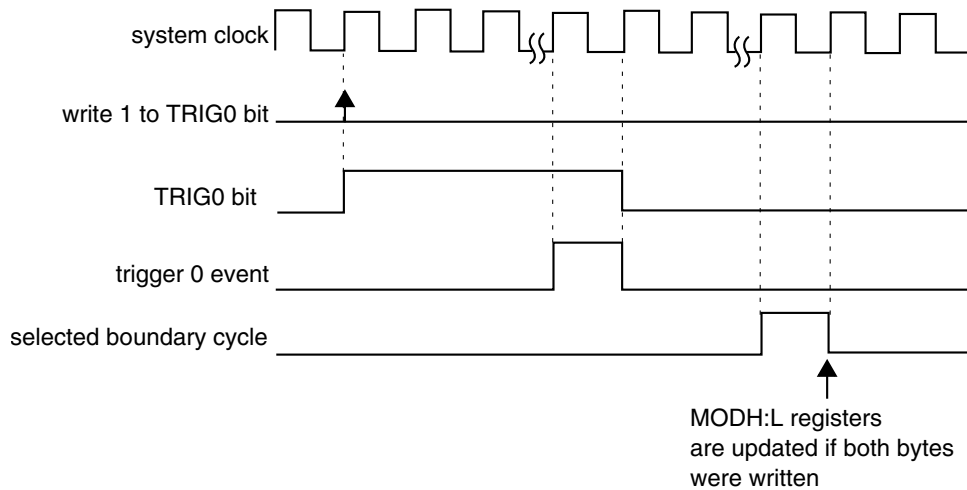 system clock
write 1 to TRIG0 bit
TRIG0 bit
trigger 0 event
selected boundary cycle
MODH:L registers
are updated if both bytes
were written